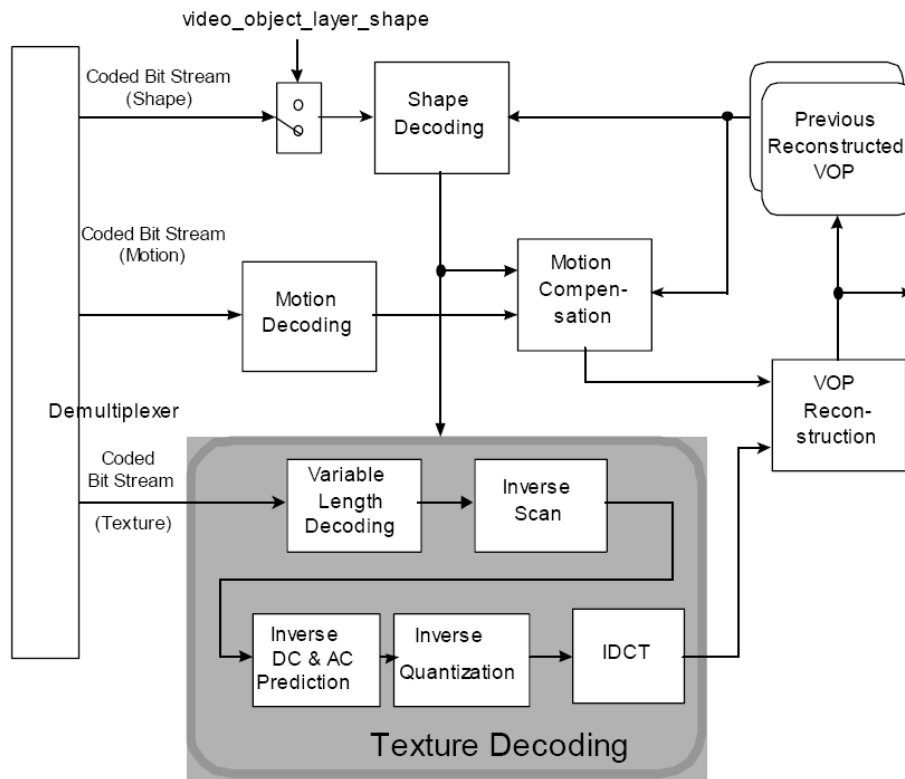 video_object_layer_shape
Coded Bit Stream
(Shape)
Shape
Decoding
Previous
Reconstructed
VOP
Coded Bit Stream
(Motion)
Motion
Decoding
Motion
Compen-
sation
VOP
Recon-
struction
Demultiplexer
Coded
Bit Stream
(Texture)
Variable
Length
Decoding
Inverse
Scan
Inverse
DC & AC
Prediction
Inverse
Quantization
IDCT
Texture Decoding